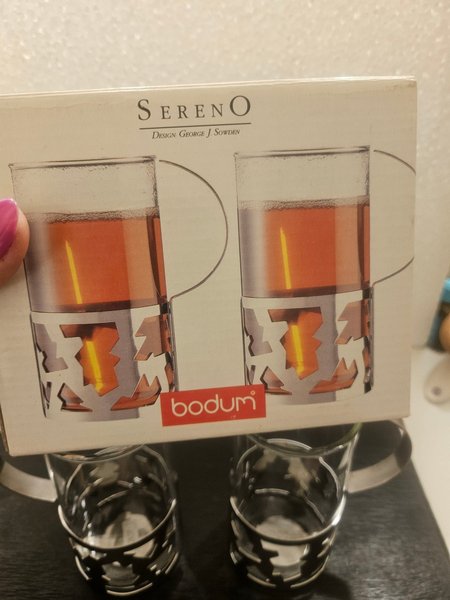 SERENO
DESIGN GEORGE J SOWDEN
bodum